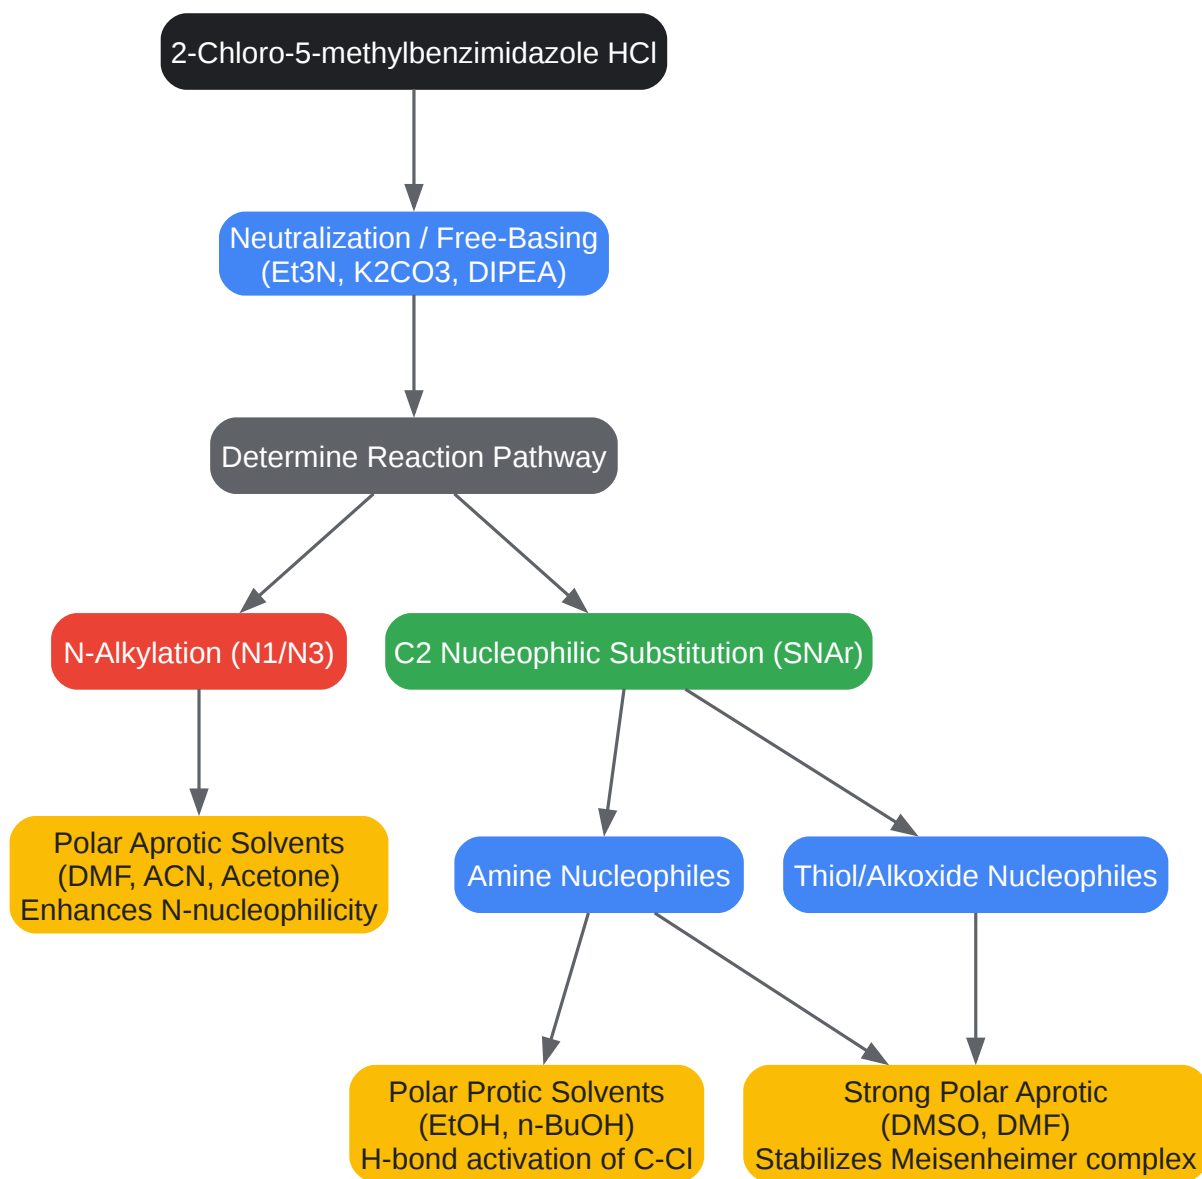 2-Chloro-5-methylbenzimidazole HCl
Neutralization / Free-Basing
(Et3N, K2CO3, DIPEA)
Determine Reaction Pathway
N-Alkylation (N1/N3)
C2 Nucleophilic Substitution (SNAr)
Polar Aprotic Solvents
(DMF, ACN, Acetone)
Enhances N-nucleophilicity
Amine Nucleophiles
Thiol/Alkoxide Nucleophiles
Polar Protic Solvents
(EtOH, n-BuOH)
H-bond activation of C-Cl
Strong Polar Aprotic
(DMSO, DMF)
Stabilizes Meisenheimer complex